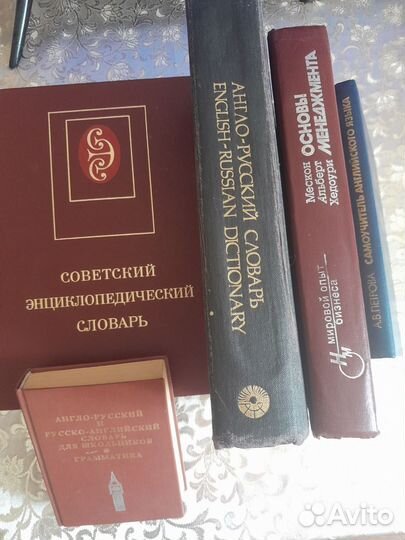 СОВЕТСКИЙ
ЭНЦИКЛОПЕДИЧЕСКИЙ
СЛОВАРЬ
АНГЛО-РУССКИЙ
И
РУССКО-АНГЛИЙСКИЙ
СЛОВАРЬ
ДЛЯ ШКОЛЬНИКОВ
ГРАММАТИКА
АНГЛО-РУССКИЙ СЛОВАРЬ
ENGLISH-RUSSIAN DICTIONARY
Мескон
Альберт
Хедоури
ОСНОВЫ
МЕНЕДЖМЕНТА
мировой опыт
бизнеса
А.В.ПЕТРОВА
САМОУЧИТЕЛЬ АНГЛИЙСКОГО ЯЗЫКА
Avito